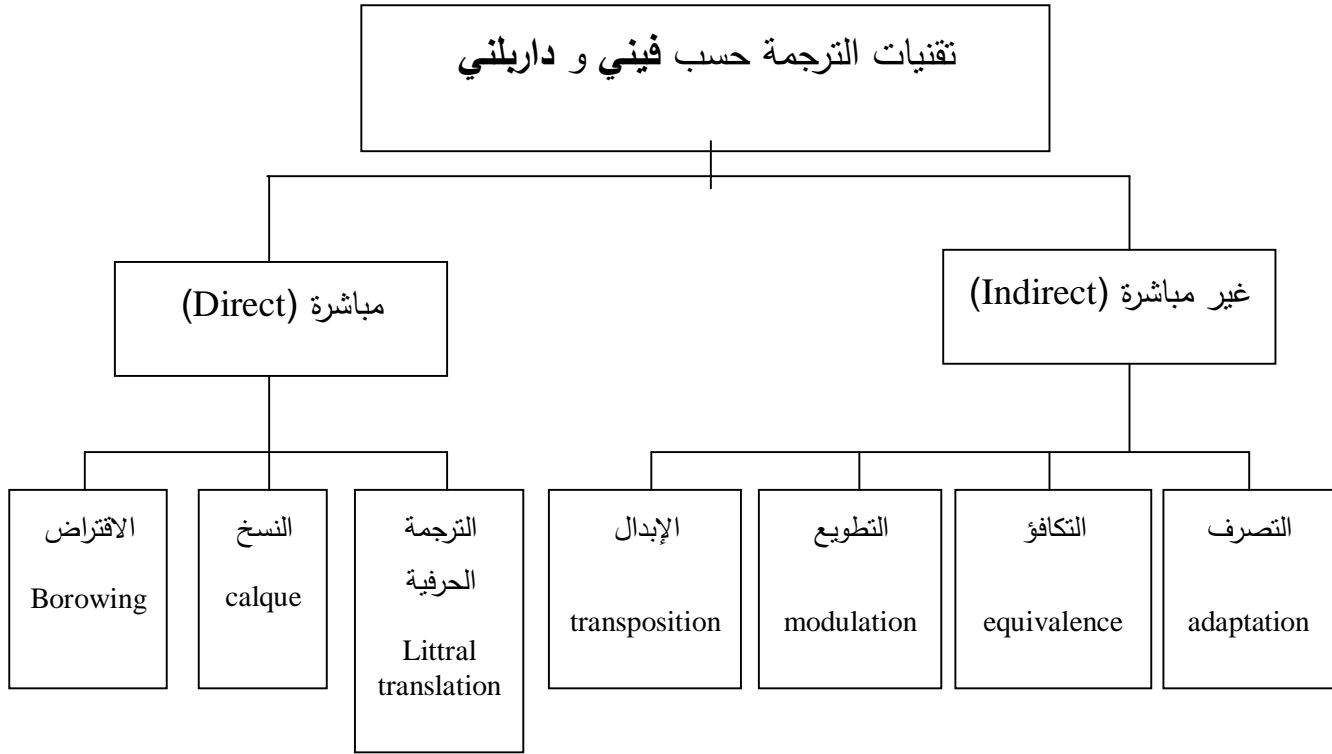 تقنيات الترجمة حسب فيني و داربلني
مباشرة (Direct)
غير مباشرة (Indirect)
الاقتراض
Borowing
النسخ
calque
الترجمة
الحرفية
Littral
translation
الإبدال
transposition
التطويع
modulation
التكافؤ
equivalence
التصرف
adaptation